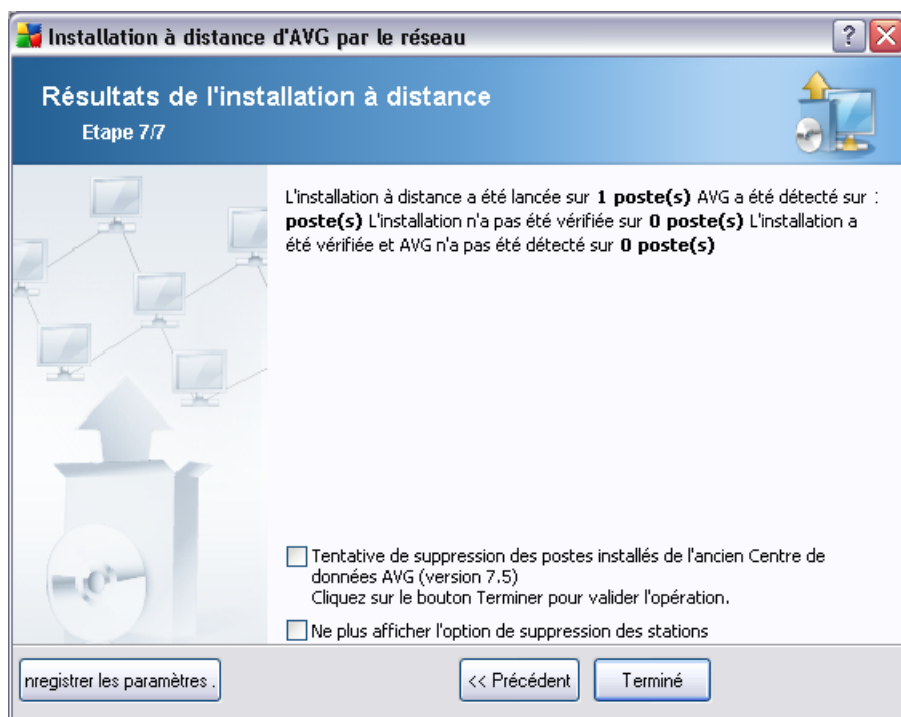 Installation à distance d'AVG par le réseau
Résultats de l'installation à distance
Etape 7/7
L'installation à distance a été lancée sur 1 poste(s) AVG a été détecté sur :
poste(s) L'installation n'a pas été vérifiée sur 0 poste(s) L'installation a
été vérifiée et AVG n'a pas été détecté sur 0 poste(s)
Tentative de suppression des postes installés de l'ancien Centre de
données AVG (version 7.5)
Cliquez sur le bouton Terminer pour valider l'opération.
Ne plus afficher l'option de suppression des stations
nregistrer les paramètres .
<< Précédent
Terminé